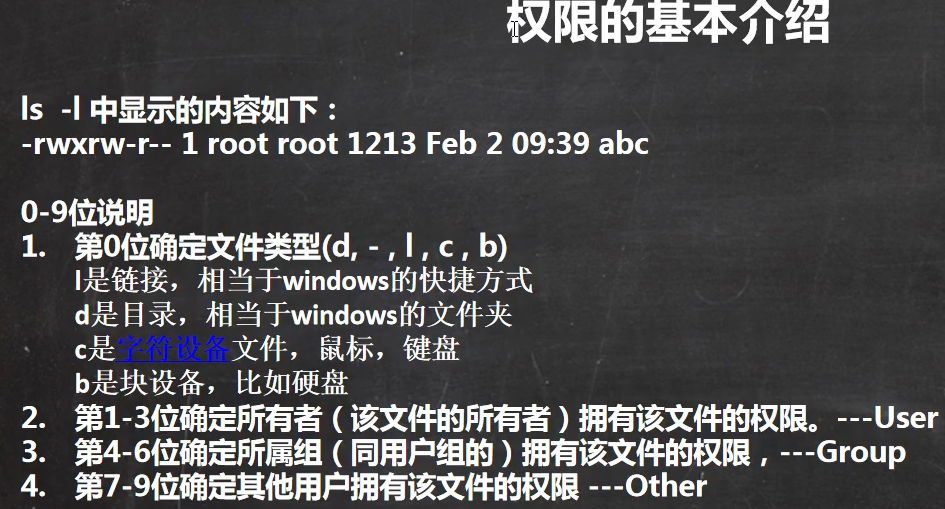 权限的基本介绍
ls -l 中显示的内容如下：
-rwxrw-r-- 1 root root 1213 Feb 2 09:39 abc
0-9位说明
1. 第0位确定文件类型(d, - , l , c , b)
l是链接，相当于windows的快捷方式
d是目录，相当于windows的文件夹
c是字符设备文件，鼠标，键盘
b是块设备，比如硬盘
2. 第1-3位确定所有者（该文件的所有者）拥有该文件的权限。---User
3. 第4-6位确定所属组（同用户组的）拥有该文件的权限，---Group
4. 第7-9位确定其他用户拥有该文件的权限 ---Other